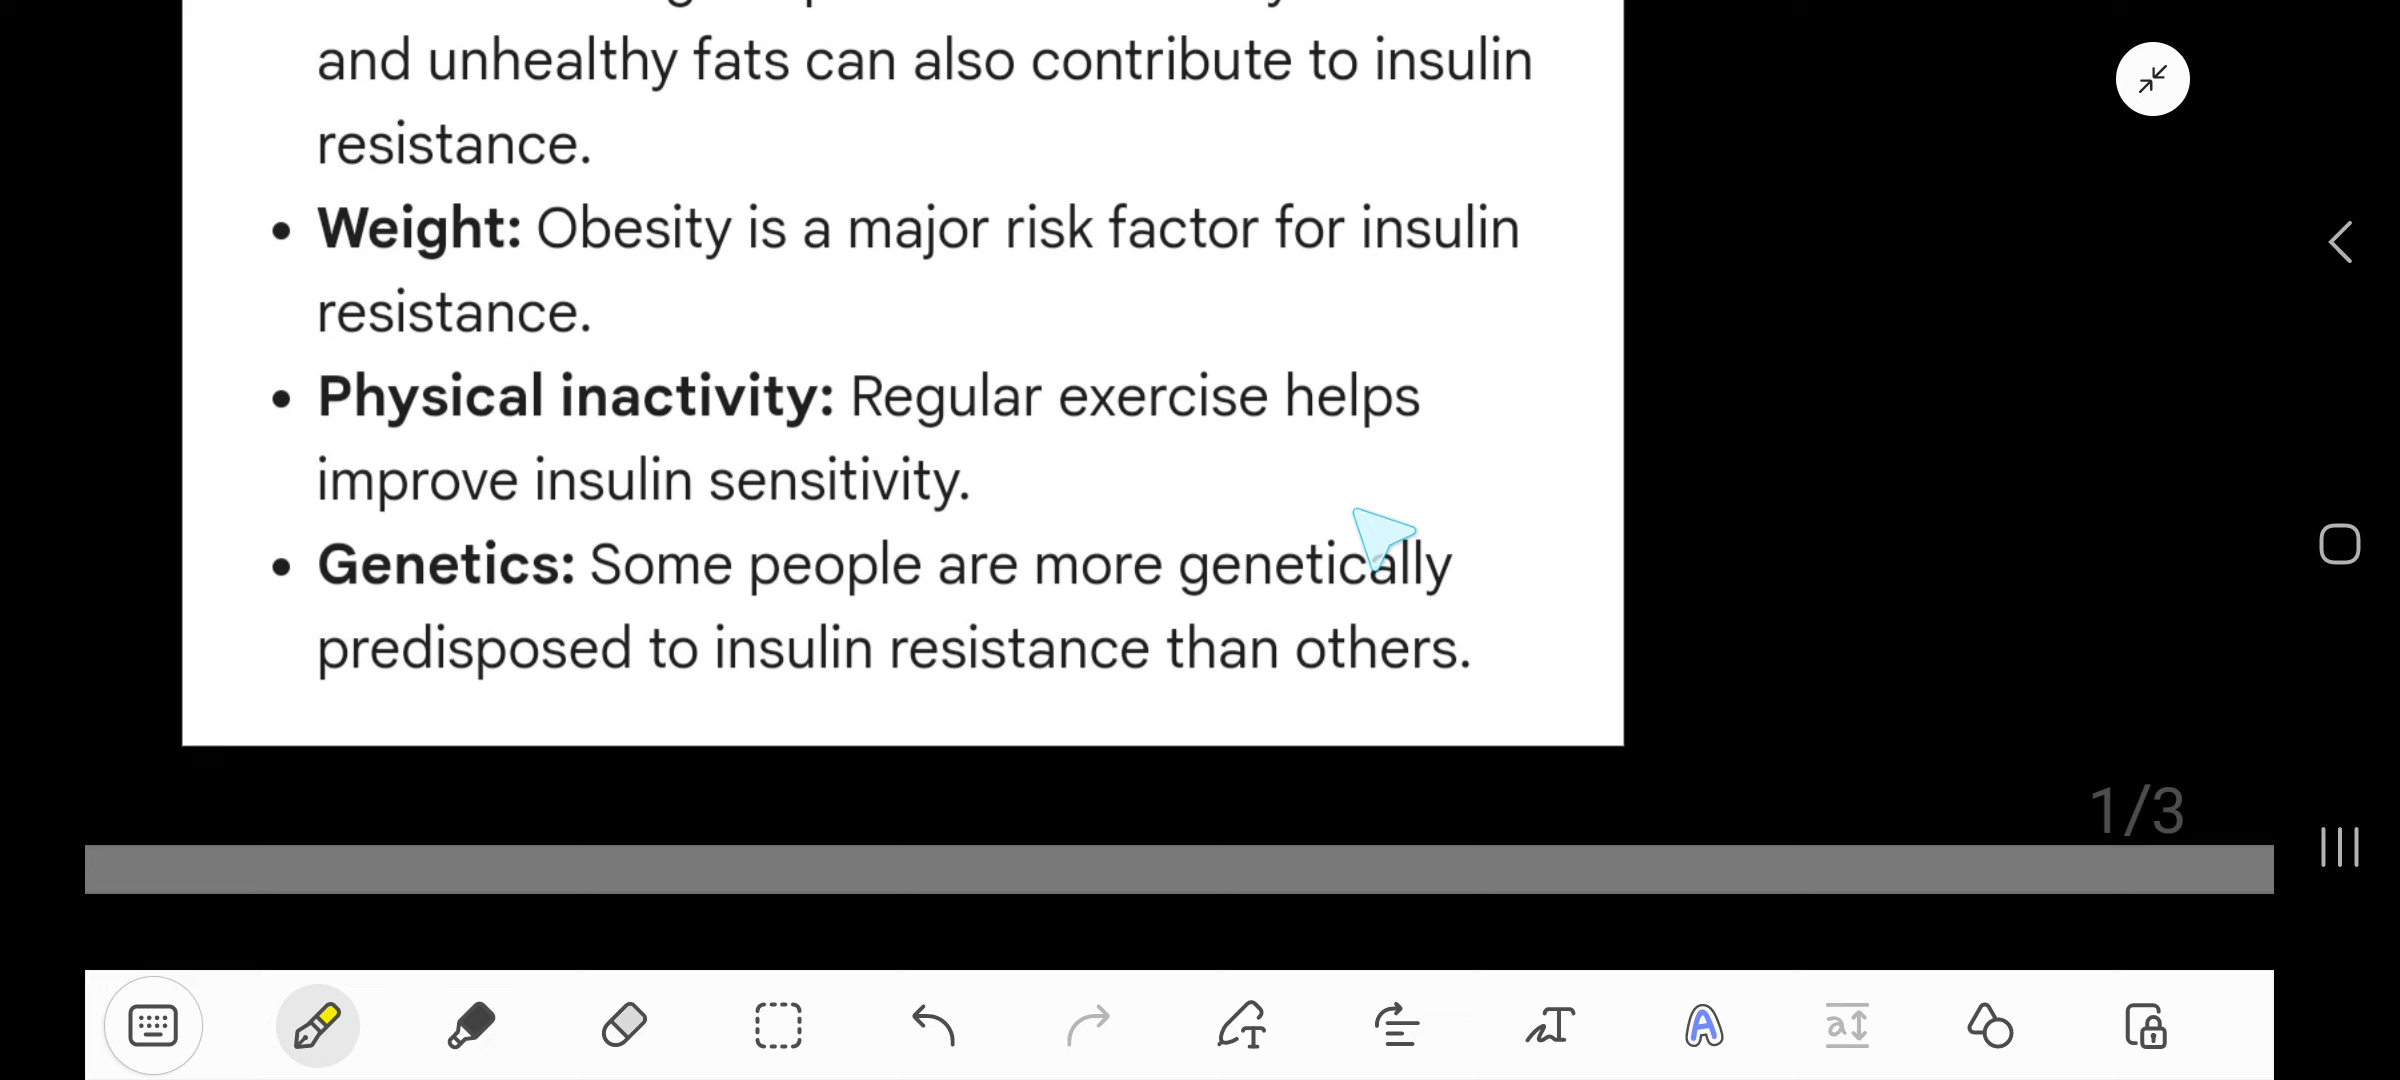 and unhealthy fats can also contribute to insulin
resistance.
• Weight: Obesity is a major risk factor for insulin
resistance.
• Physical inactivity: Regular exercise helps
improve insulin sensitivity.
• Genetics: Some people are more genetically
predisposed to insulin resistance than others.
1/3